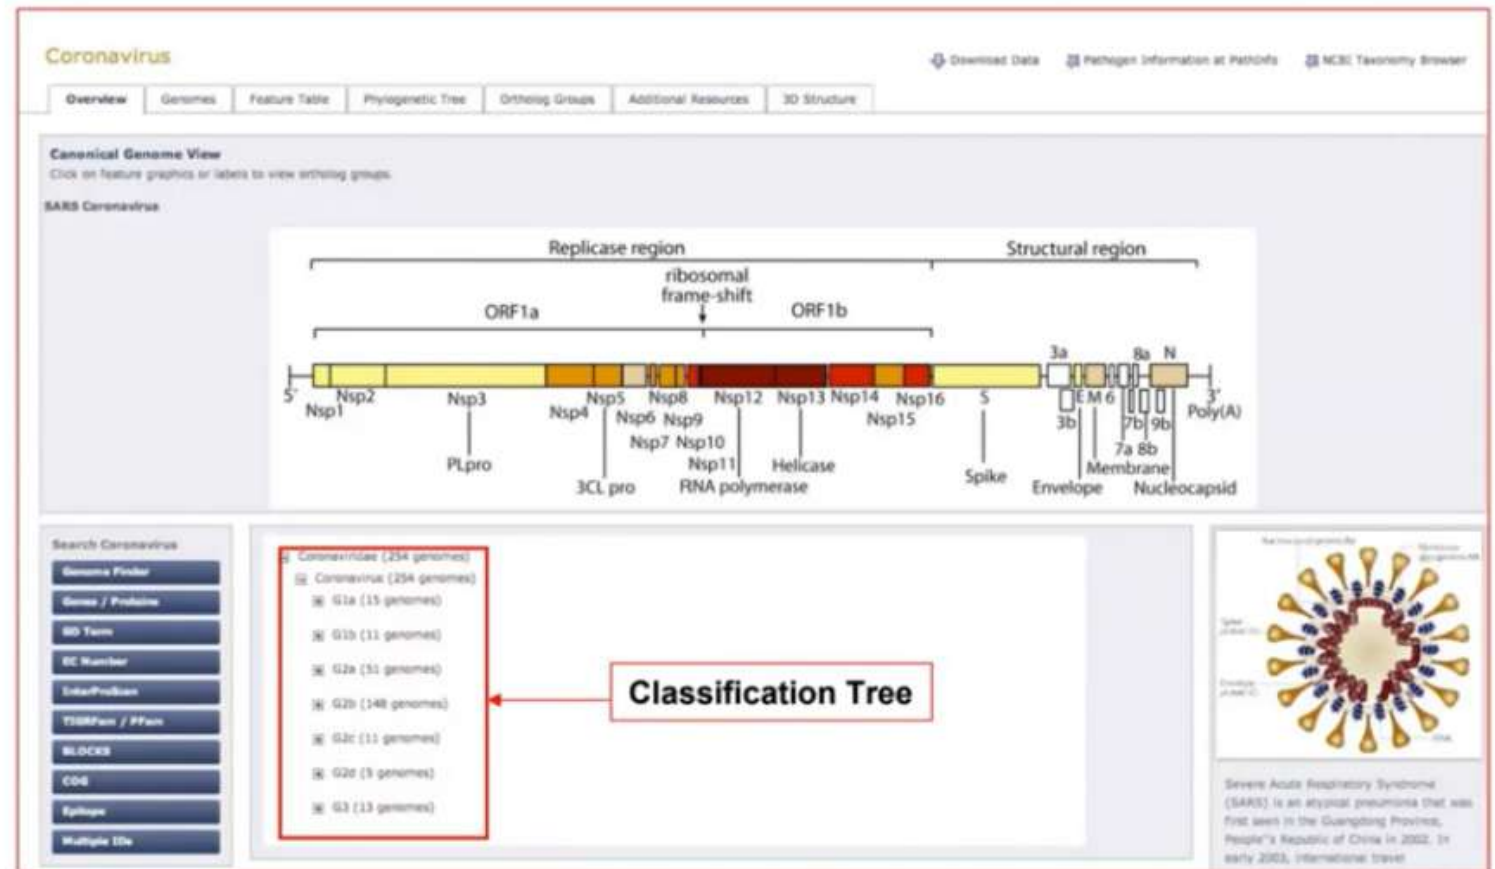 Coronavirus
Download Data Pathogen Information at PathInfo NCBI Taxonomy Browser
Overview Genomes Feature Table Phylogenetic Tree Ortholog Groups Additional Resources 3D Structure
Canonical Genome View
Click on feature graphics or labels to view ortholog groups.
SARS Coronavirus
Replicase region Structural region
ribosomal
frame-shift
ORF1a ORF1b
3a 8a N
5' Nsp1 Nsp2 Nsp3 Nsp4 Nsp5 Nsp6 Nsp7 Nsp8 Nsp9 Nsp10 Nsp11 Nsp12 Nsp13 Nsp14 Nsp15 Nsp16 S E M 6 3'
3b 7b 9b Poly(A)
7a 8b
PLpro Helicase Membrane
3CL pro RNA polymerase Spike Envelope Nucleocapsid
Search Coronavirus
Genome Finder
Genes / Proteins
GO Term
EC Number
InterProScan
TIGRFam / PFam
BLOCKS
COG
Epitope
Multiple IDs
Coronaviridae (254 genomes)
Coronavirus (254 genomes)
G1a (15 genomes)
G1b (11 genomes)
G2a (51 genomes)
G2b (148 genomes)
G2c (11 genomes)
G2d (5 genomes)
G3 (13 genomes)
Classification Tree
Severe Acute Respiratory Syndrome
(SARS) is an atypical pneumonia that was
first seen in the Guangdong Province,
People"s Republic of China in 2002. In
early 2003, international travel